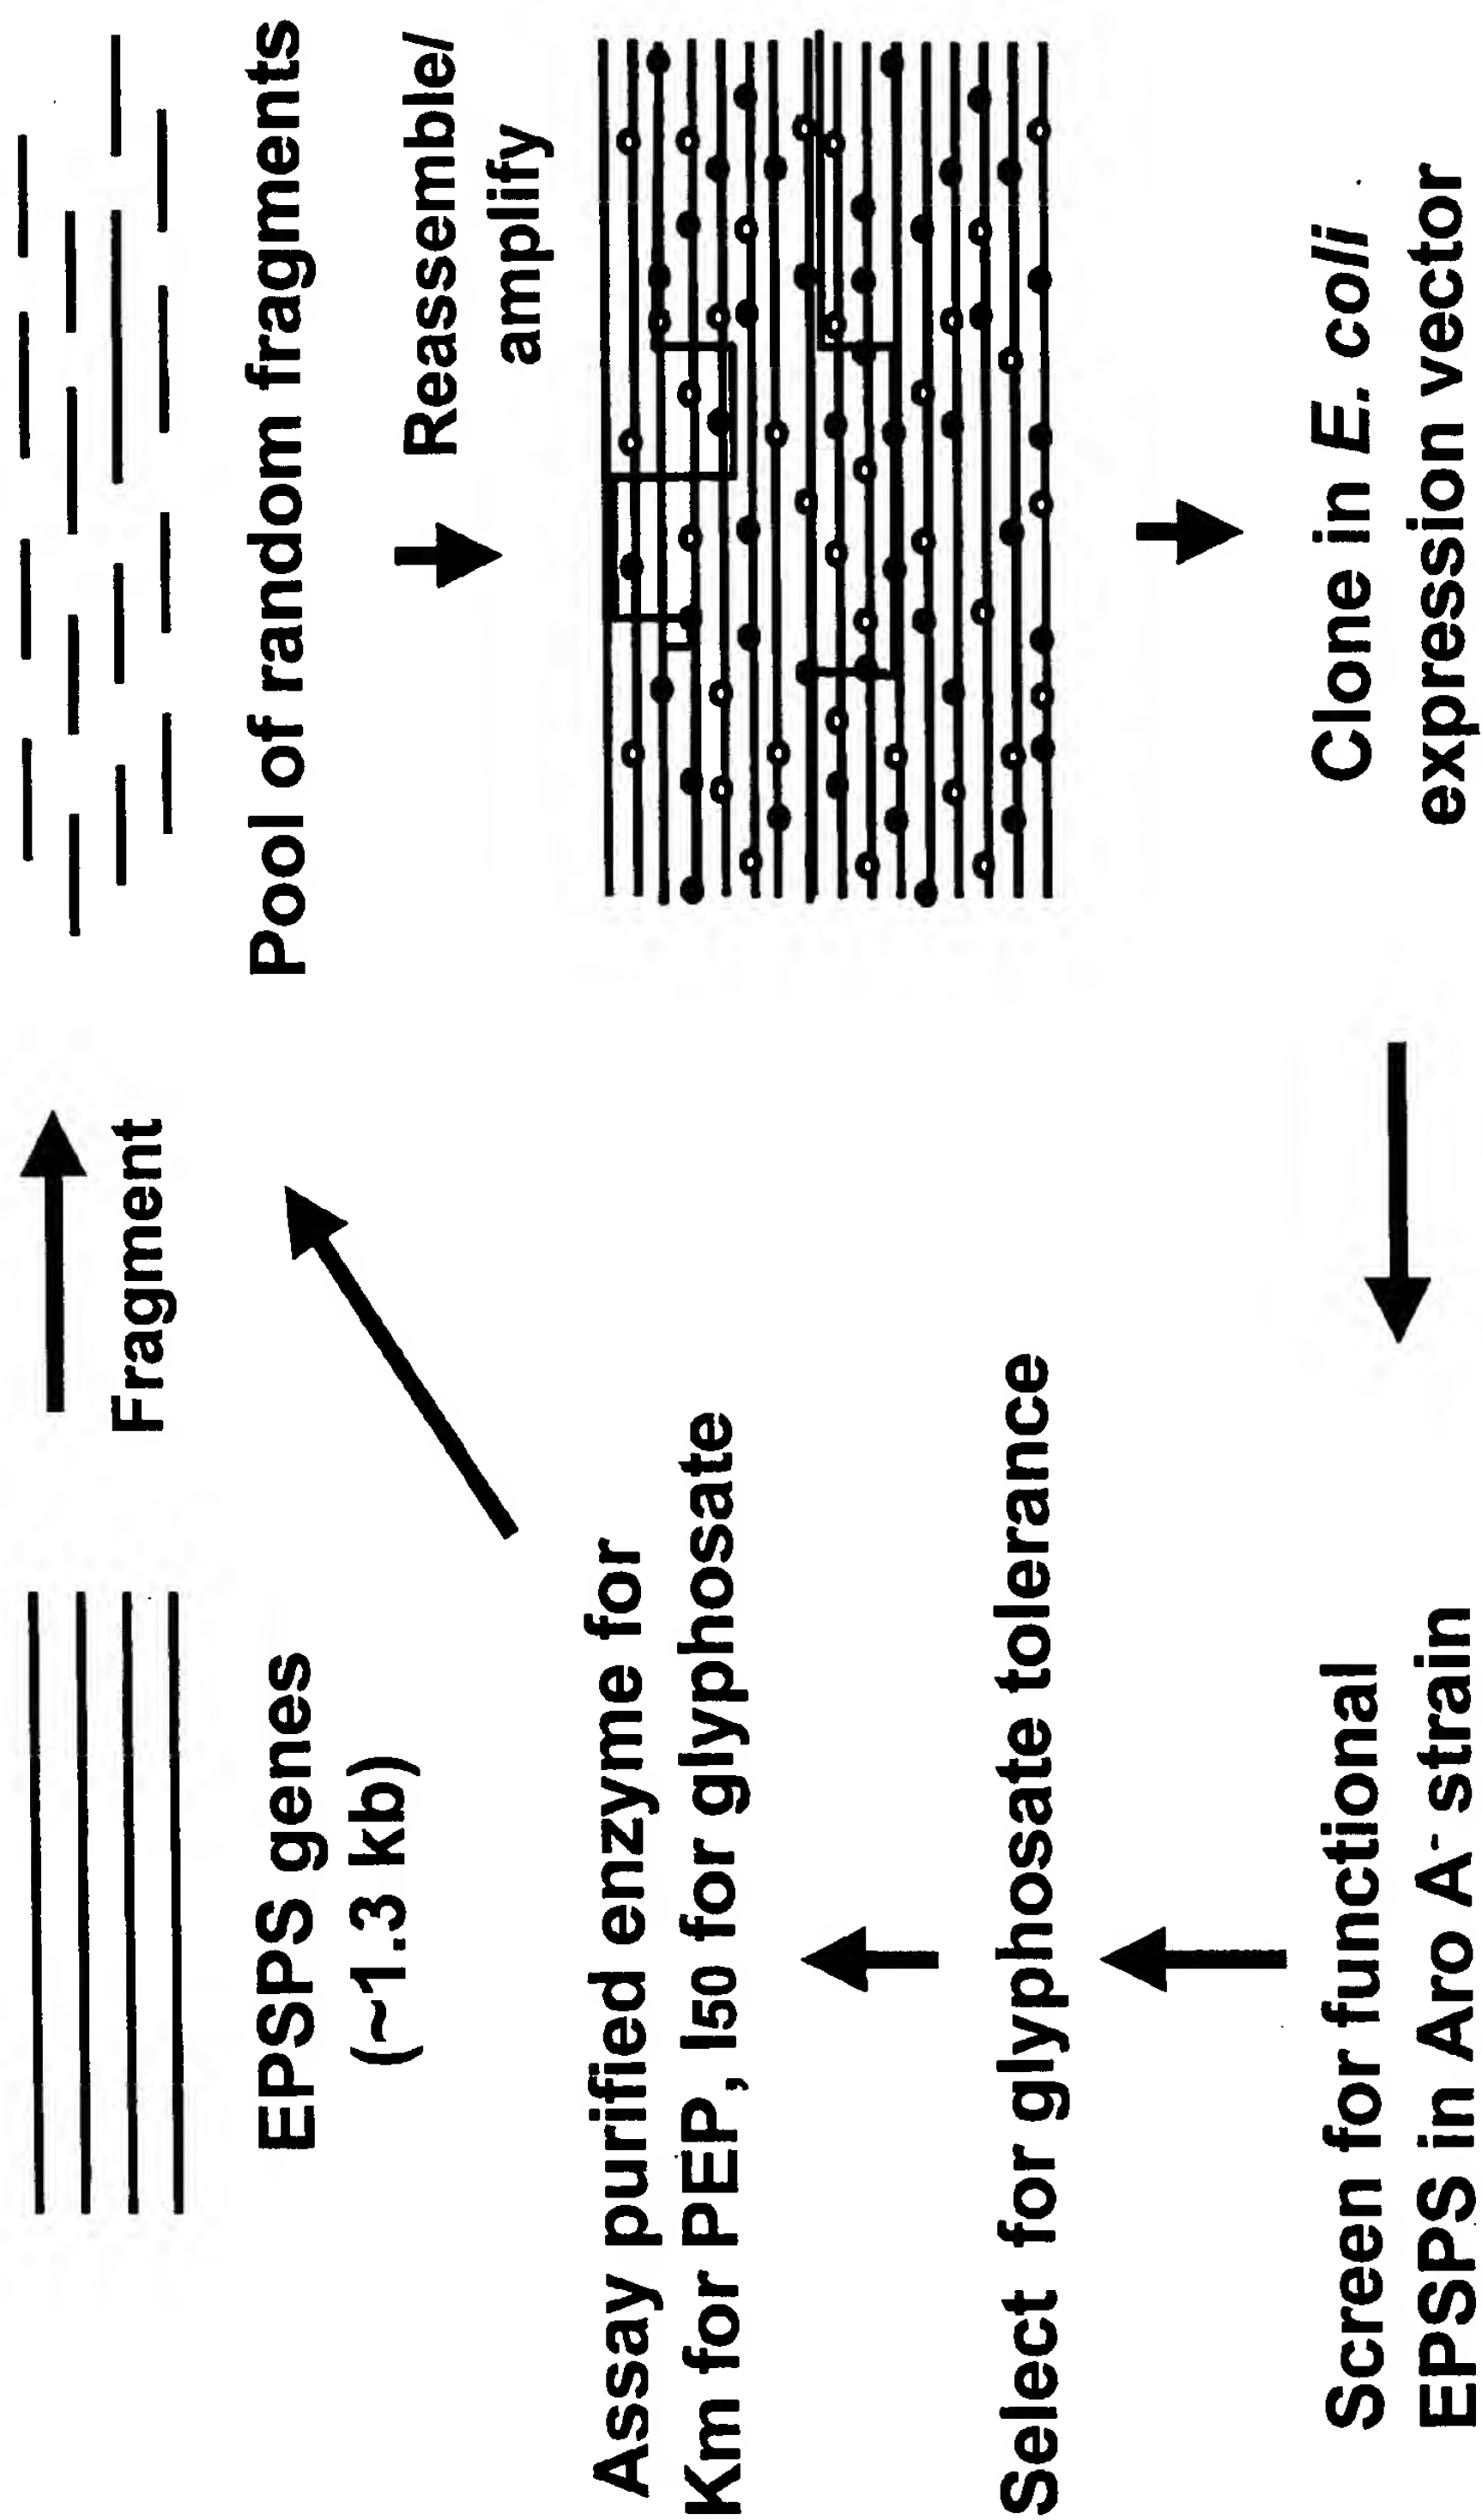 EPSPS genes
(~1.3 kb)
Fragment
Pool of random fragments
Reassemble/
amplify
Clone in E. coli
expression vector
Screen for functional
EPSPS in Aro A- strain
Select for glyphosate tolerance
Assay purified enzyme for
Km for PEP, I50 for glyphosate